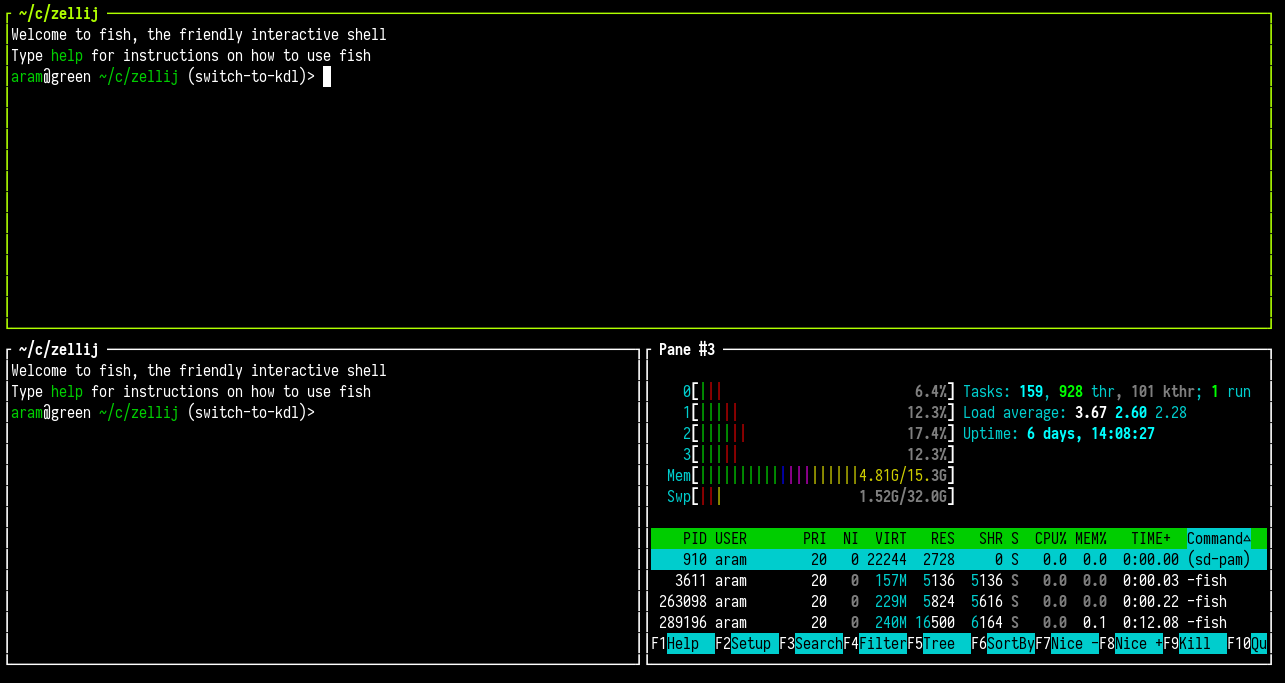 ~/c/zellij
Welcome to fish, the friendly interactive shell
Type help for instructions on how to use fish
aram@green ~/c/zellij (switch-to-kdl)>
~/c/zellij
Welcome to fish, the friendly interactive shell
Type help for instructions on how to use fish
aram@green ~/c/zellij (switch-to-kdl)>
Pane #3
0[||| 6.4%] Tasks: 159, 928 thr, 101 kthr; 1 run
1[||||| 12.3%] Load average: 3.67 2.60 2.28
2[|||||| 17.4%] Uptime: 6 days, 14:08:27
3[||||| 12.3%]
Mem[||||||||||||||||||||4.81G/15.3G]
Swp[||| 1.52G/32.0G]
PID USER PRI NI VIRT RES SHR S CPU% MEM% TIME+ Command△
910 aram 20 0 22244 2728 0 S 0.0 0.0 0:00.00 (sd-pam)
3611 aram 20 0 157M 5136 5136 S 0.0 0.0 0:00.03 -fish
263098 aram 20 0 229M 5824 5616 S 0.0 0.0 0:00.22 -fish
289196 aram 20 0 240M 16500 6164 S 0.0 0.1 0:12.08 -fish
F1Help F2Setup F3SearchF4FilterF5Tree F6SortByF7Nice -F8Nice +F9Kill F10Qu